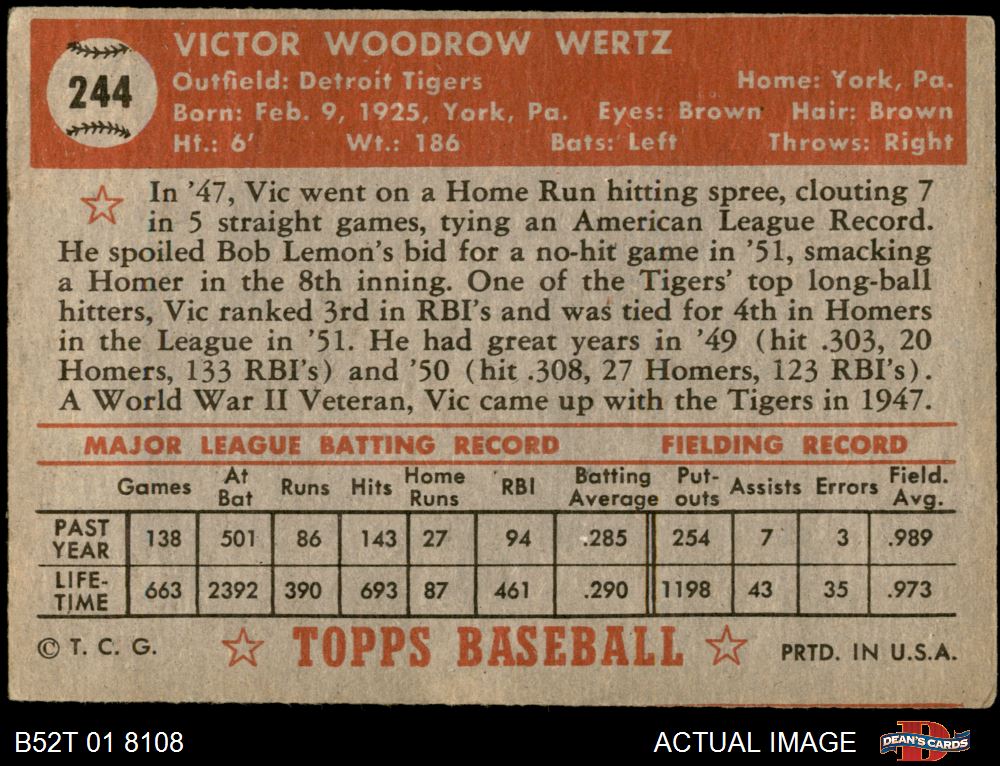 244
VICTOR WOODROW WERTZ
Outfield: Detroit Tigers Home: York, Pa.
Born: Feb. 9, 1925, York, Pa. Eyes: Brown Hair: Brown
Ht.: 6' Wt.: 186 Bats: Left Throws: Right
In '47, Vic went on a Home Run hitting spree, clouting 7
in 5 straight games, tying an American League Record.
He spoiled Bob Lemon's bid for a no-hit game in '51, smacking
a Homer in the 8th inning. One of the Tigers' top long-ball
hitters, Vic ranked 3rd in RBI's and was tied for 4th in Homers
in the League in '51. He had great years in '49 (hit .303, 20
Homers, 133 RBI's) and '50 (hit .308, 27 Homers, 123 RBI's).
A World War II Veteran, Vic came up with the Tigers in 1947.
MAJOR LEAGUE BATTING RECORD FIELDING RECORD
Games At Bat Runs Hits Home Runs RBI Batting Average Put-outs Assists Errors Field. Avg.
PAST YEAR 138 501 86 143 27 94 .285 254 7 3 .989
LIFE-TIME 663 2392 390 693 87 461 .290 1198 43 35 .973
© T. C. G. TOPPS BASEBALL PRTD. IN U.S.A.
B52T 01 8108 ACTUAL IMAGE DEAN'S CARDS